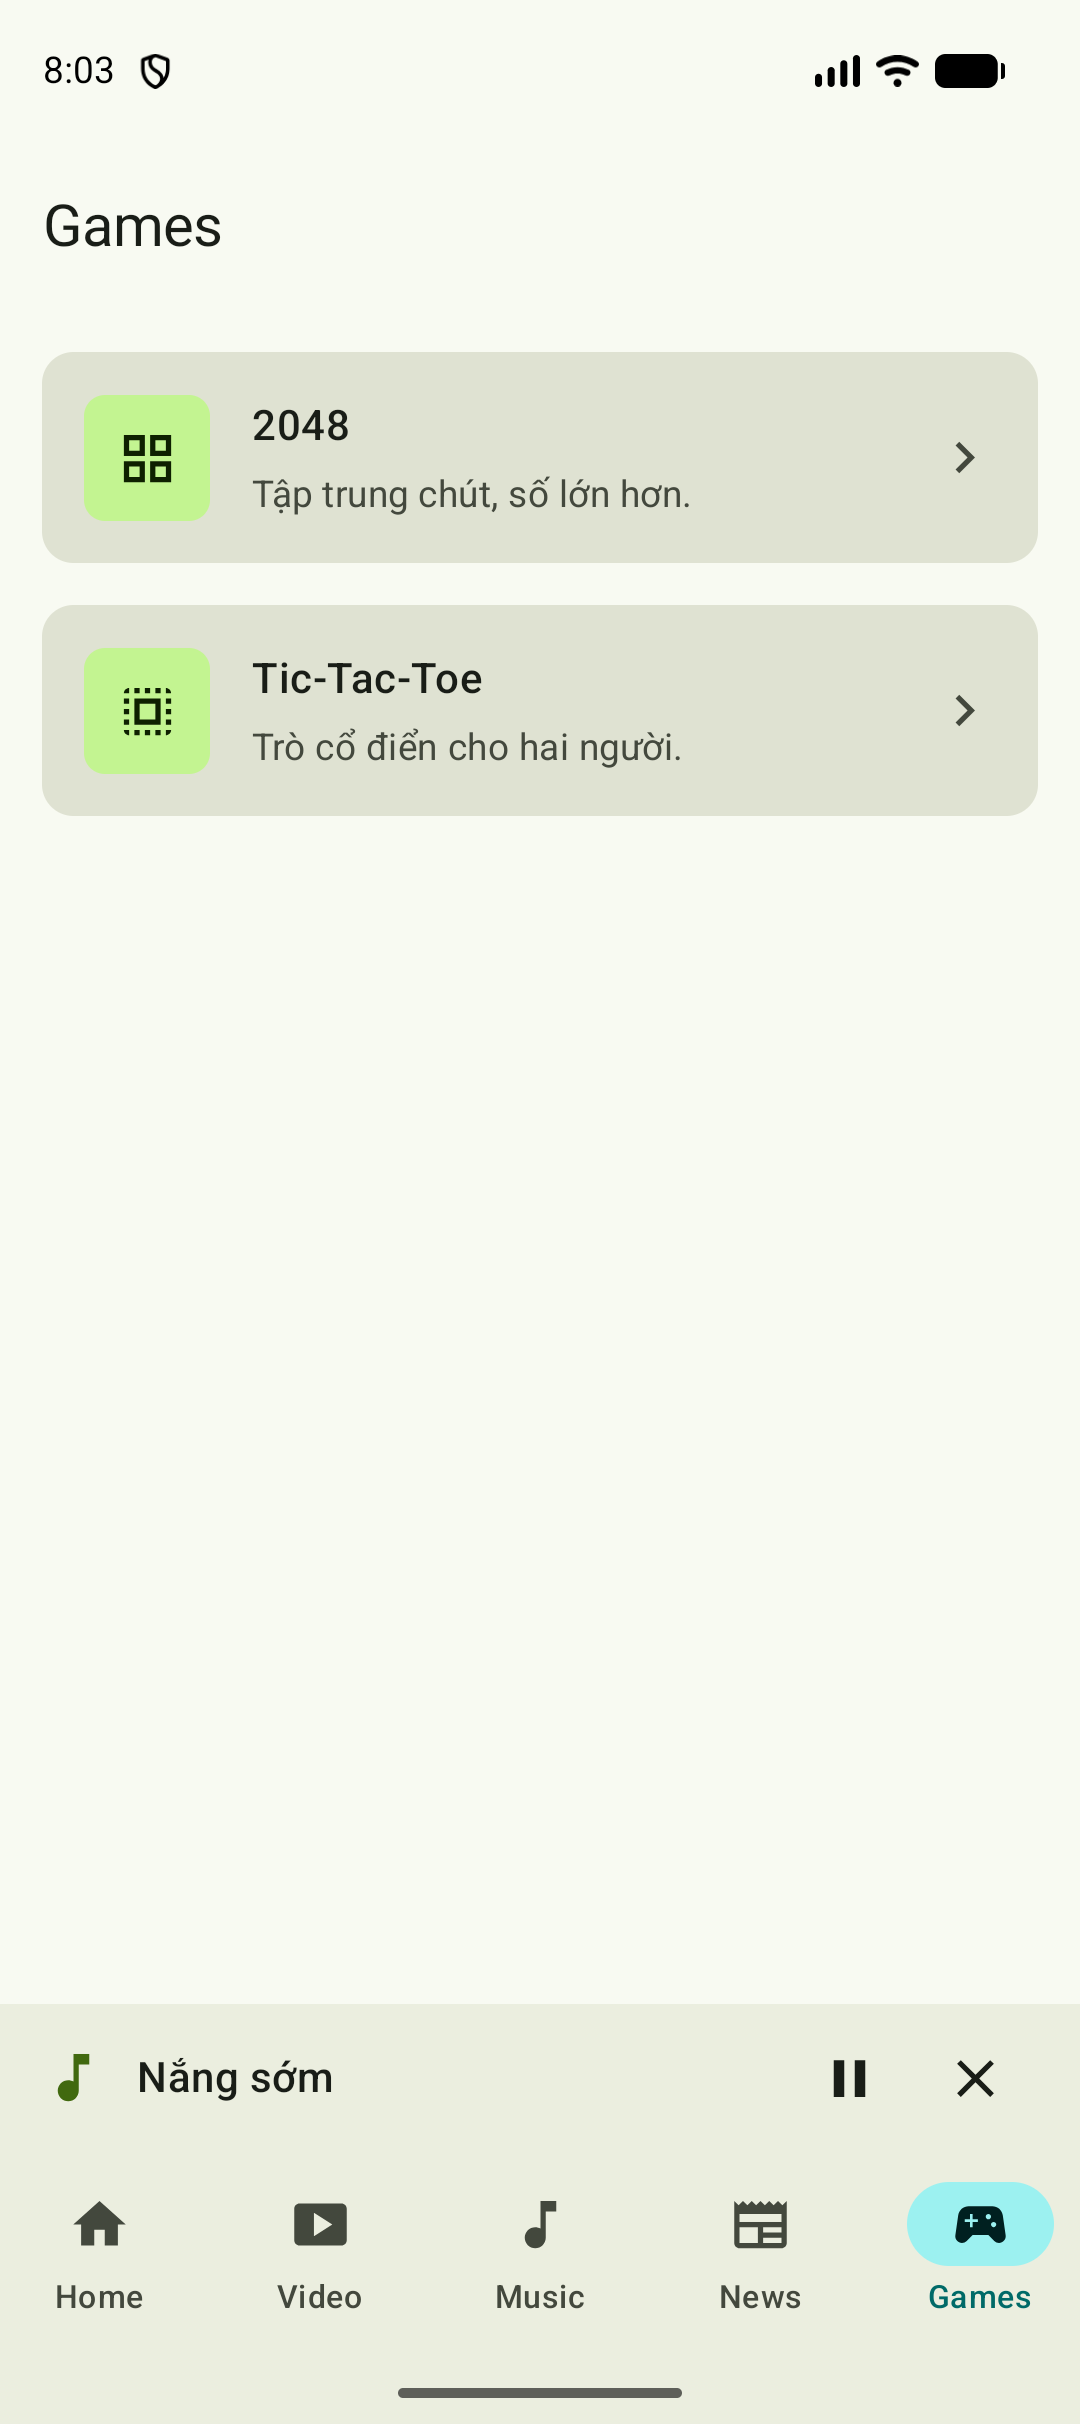 8:03
Games
2048
Tập trung chút, số lớn hơn.
Tic-Tac-Toe
Trò cổ điển cho hai người.
Nắng sớm
Home
Video
Music
News
Games